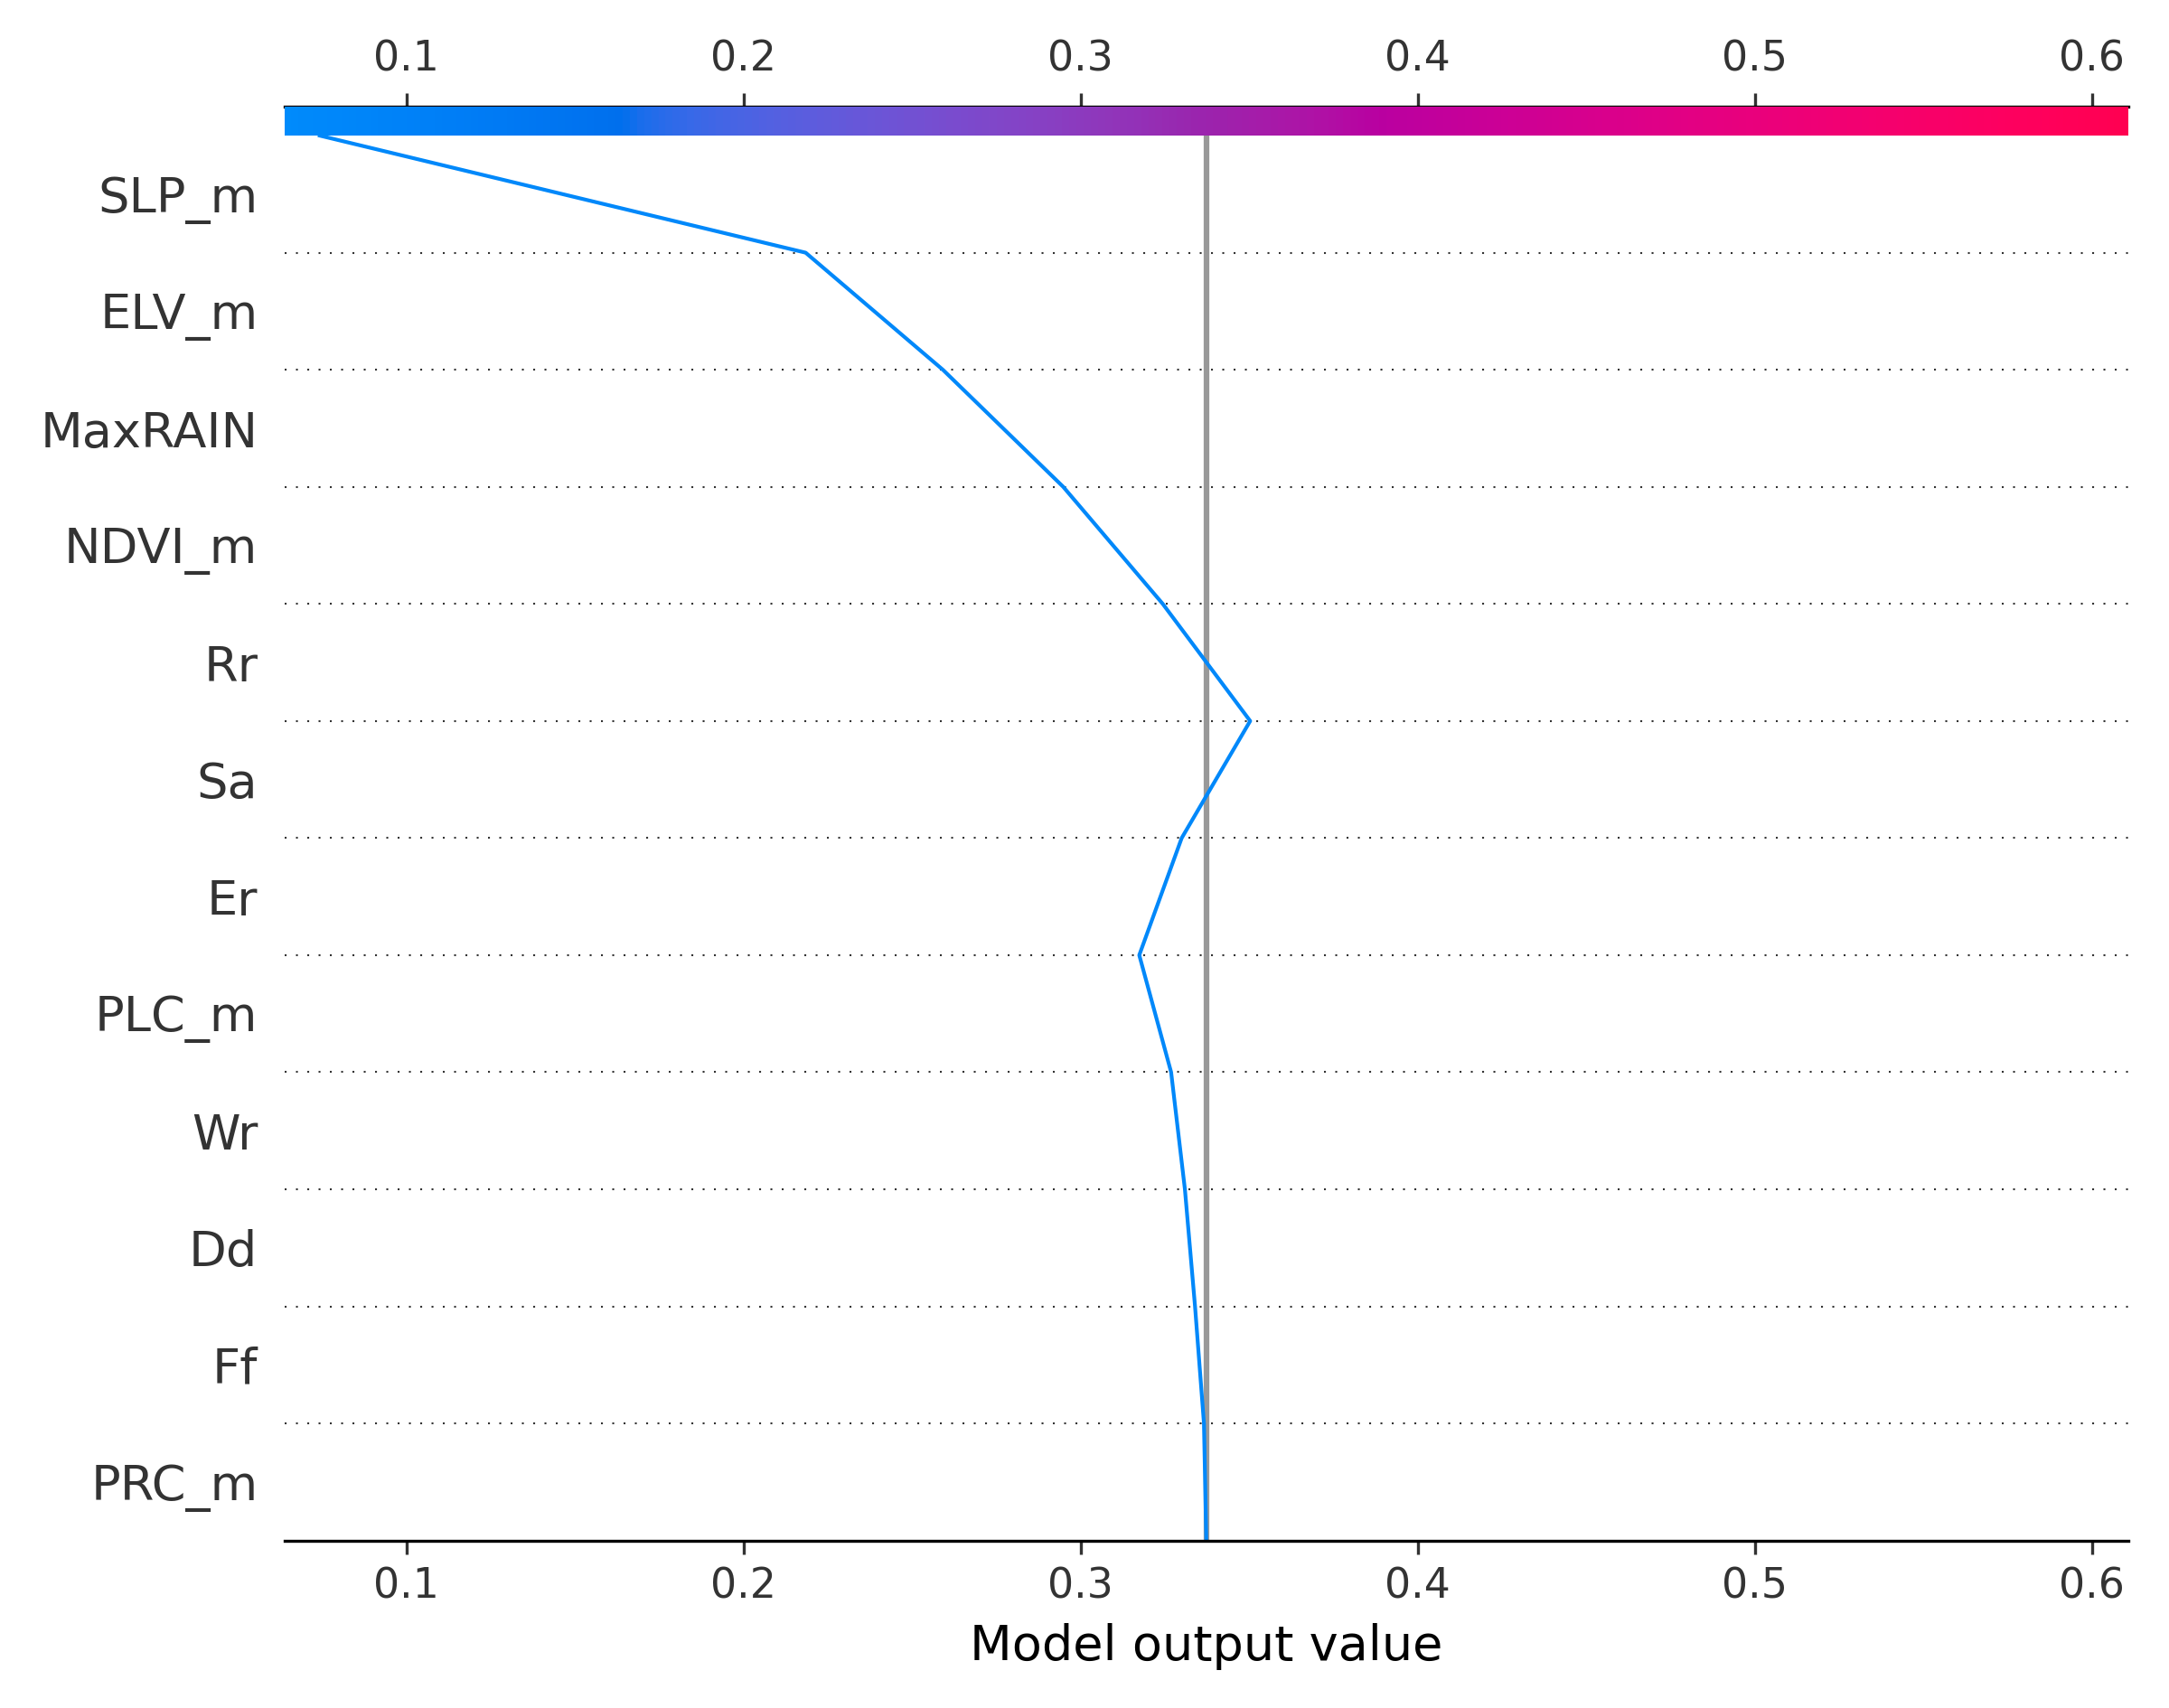 0.1 0.2 0.3 0.4 0.5 0.6
SLP_m
ELV_m
MaxRAIN
NDVI_m
Rr
Sa
Er
PLC_m
Wr
Dd
Ff
PRC_m
0.1 0.2 0.3 0.4 0.5 0.6
Model output value